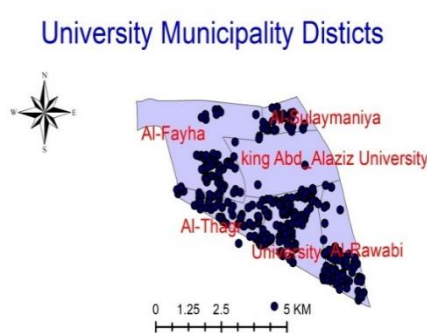 University Municipality Disticts
N
W E
S
Al-Sulaymaniya
Al-Fayha
king Abd_Alaziz University
Al-Thagr
University Al-Rawabi
0 1.25 2.5 5 KM